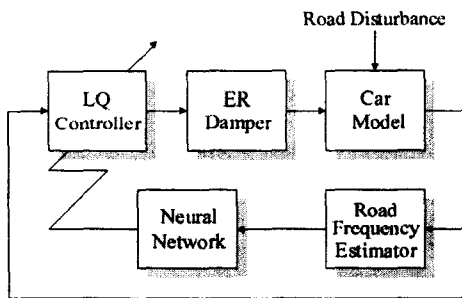 Road Disturbance
LQ
Controller
ER
Damper
Car
Model
Neural
Network
Road
Frequency
Estimator